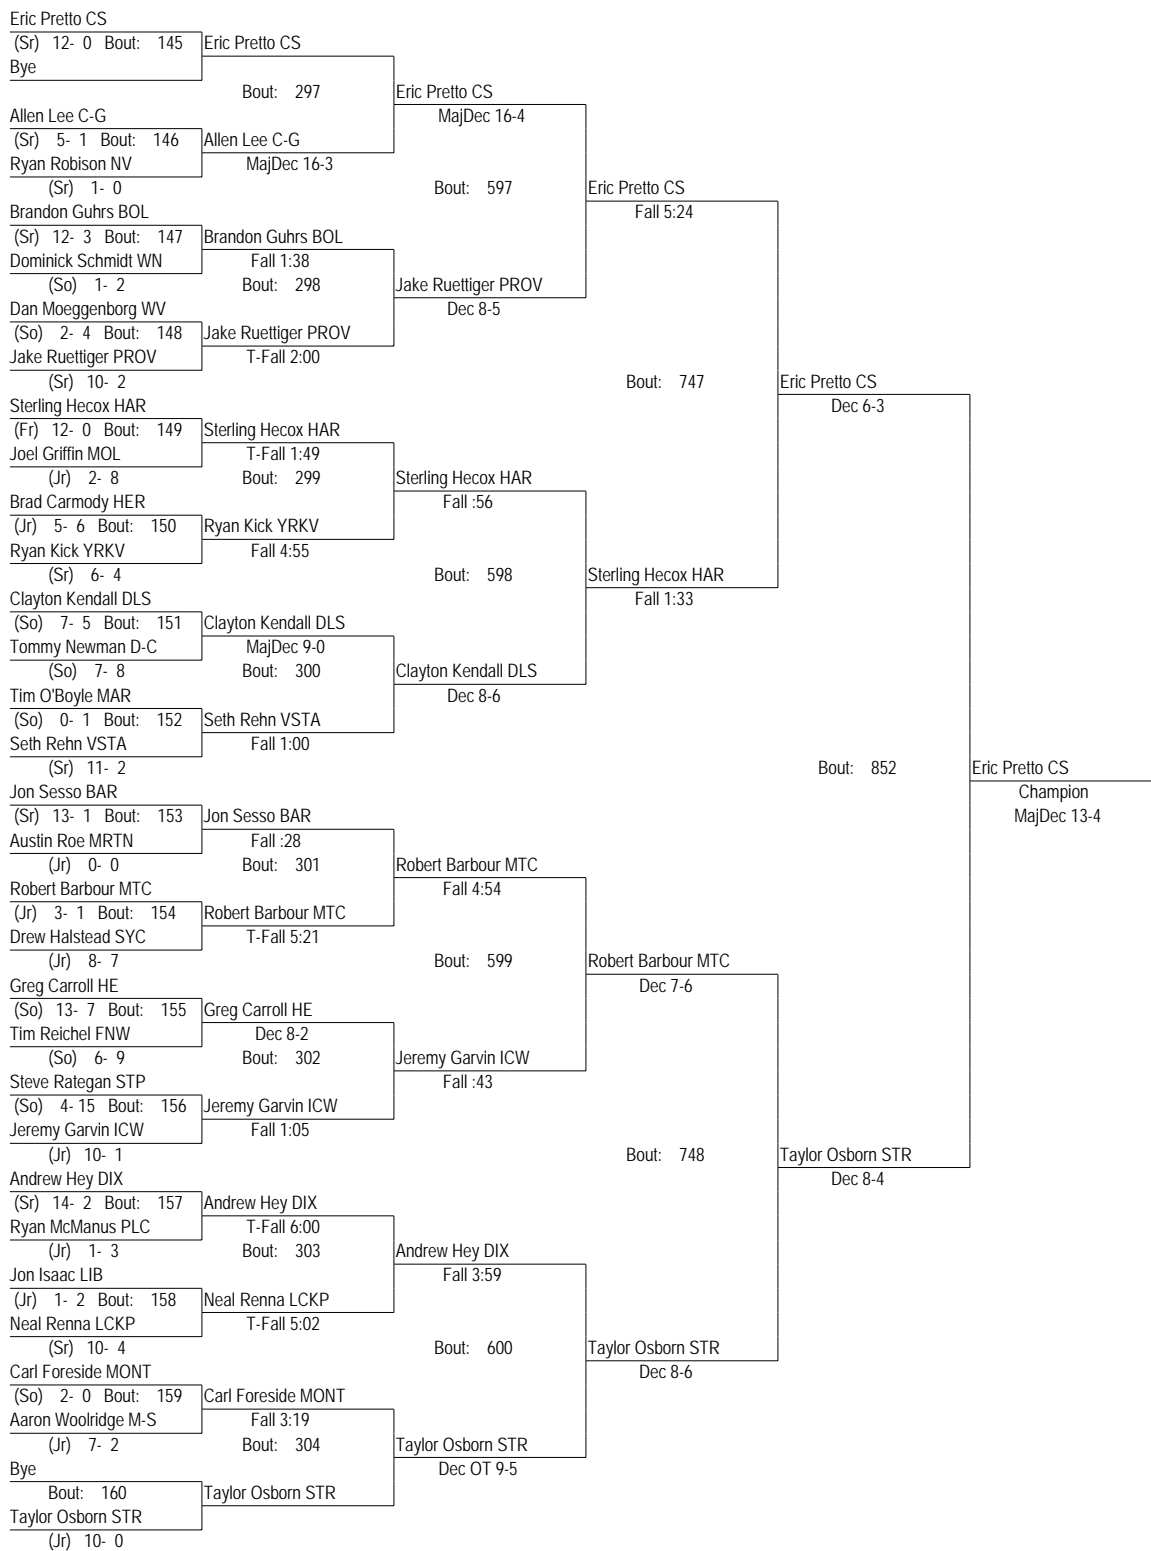 Eric Pretto CS
(Sr) 12- 0 Bout: 145 Eric Pretto CS
Bye
Bout: 297 Eric Pretto CS
Allen Lee C-G MajDec 16-4
(Sr) 5- 1 Bout: 146 Allen Lee C-G
Ryan Robison NV MajDec 16-3
(Sr) 1- 0 Bout: 597 Eric Pretto CS
Brandon Guhrs BOL Fall 5:24
(Sr) 12- 3 Bout: 147 Brandon Guhrs BOL
Dominick Schmidt WN Fall 1:38
(So) 1- 2 Bout: 298 Jake Ruettiger PROV
Dan Moeggenborg WV Dec 8-5
(So) 2- 4 Bout: 148 Jake Ruettiger PROV
Jake Ruettiger PROV T-Fall 2:00
(Sr) 10- 2 Bout: 747 Eric Pretto CS
Sterling Hecox HAR Dec 6-3
(Fr) 12- 0 Bout: 149 Sterling Hecox HAR
Joel Griffin MOL T-Fall 1:49
(Jr) 2- 8 Bout: 299 Sterling Hecox HAR
Brad Carmody HER Fall :56
(Jr) 5- 6 Bout: 150 Ryan Kick YRKV
Ryan Kick YRKV Fall 4:55
(Sr) 6- 4 Bout: 598 Sterling Hecox HAR
Clayton Kendall DLS Fall 1:33
(So) 7- 5 Bout: 151 Clayton Kendall DLS
Tommy Newman D-C MajDec 9-0
(So) 7- 8 Bout: 300 Clayton Kendall DLS
Tim O'Boyle MAR Dec 8-6
(So) 0- 1 Bout: 152 Seth Rehn VSTA
Seth Rehn VSTA Fall 1:00
(Sr) 11- 2 Bout: 852 Eric Pretto CS
Jon Sesso BAR Champion
(Sr) 13- 1 Bout: 153 Jon Sesso BAR MajDec 13-4
Austin Roe MRTN Fall :28
(Jr) 0- 0 Bout: 301 Robert Barbour MTC
Robert Barbour MTC Fall 4:54
(Jr) 3- 1 Bout: 154 Robert Barbour MTC
Drew Halstead SYC T-Fall 5:21
(Jr) 8- 7 Bout: 599 Robert Barbour MTC
Greg Carroll HE Dec 7-6
(So) 13- 7 Bout: 155 Greg Carroll HE
Tim Reichel FNW Dec 8-2
(So) 6- 9 Bout: 302 Jeremy Garvin ICW
Steve Rategan STP Fall :43
(So) 4- 15 Bout: 156 Jeremy Garvin ICW
Jeremy Garvin ICW Fall 1:05
(Jr) 10- 1 Bout: 748 Taylor Osborn STR
Andrew Hey DIX Dec 8-4
(Sr) 14- 2 Bout: 157 Andrew Hey DIX
Ryan McManus PLC T-Fall 6:00
(Jr) 1- 3 Bout: 303 Andrew Hey DIX
Jon Isaac LIB Fall 3:59
(Jr) 1- 2 Bout: 158 Neal Renna LCKP
Neal Renna LCKP T-Fall 5:02
(Sr) 10- 4 Bout: 600 Taylor Osborn STR
Carl Foreside MONT Dec 8-6
(So) 2- 0 Bout: 159 Carl Foreside MONT
Aaron Woolridge M-S Fall 3:19
(Jr) 7- 2 Bout: 304 Taylor Osborn STR
Bye Dec OT 9-5
Bout: 160 Taylor Osborn STR
Taylor Osborn STR
(Jr) 10- 0